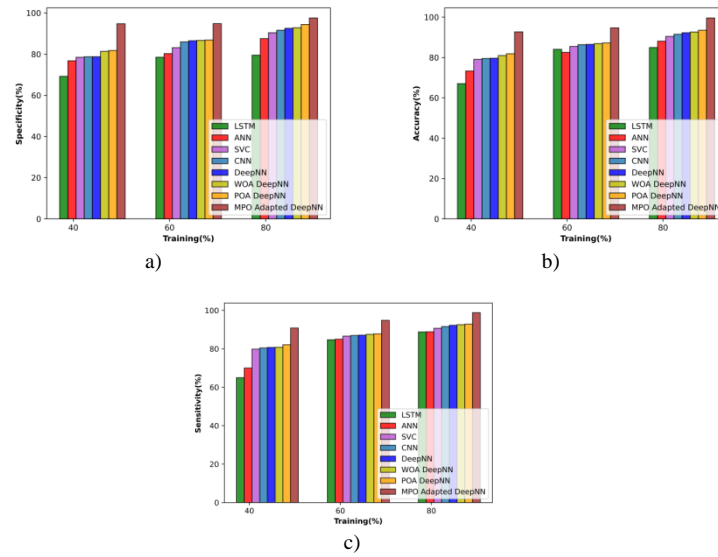 100
80
60
40
20
0
Specificity(%)
LSTM
ANN
SVC
CNN
DeepNN
WOA DeepNN
POA DeepNN
MPO Adapted DeepNN
40 60 80
Training(%)
a)
100
80
60
40
20
0
Accuracy(%)
LSTM
ANN
SVC
CNN
DeepNN
WOA DeepNN
POA DeepNN
MPO Adapted DeepNN
40 60 80
Training(%)
b)
100
80
60
40
20
0
Sensitivity(%)
LSTM
ANN
SVC
CNN
DeepNN
WOA DeepNN
POA DeepNN
MPO Adapted DeepNN
40 60 80
Training(%)
c)